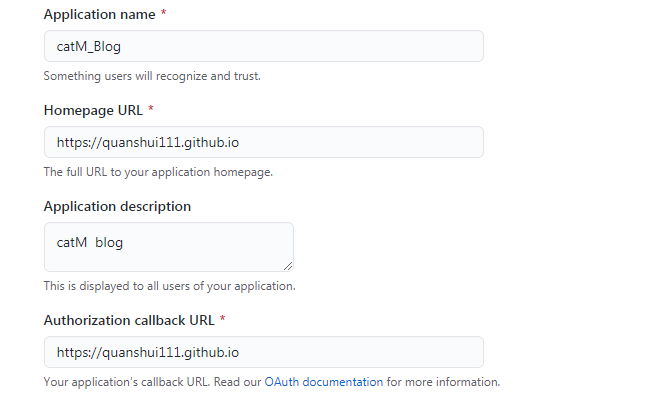 Application name *
catM_Blog
Something users will recognize and trust.
Homepage URL *
https://quanshui111.github.io
The full URL to your application homepage.
Application description
catM  blog
This is displayed to all users of your application.
Authorization callback URL *
https://quanshui111.github.io
Your application's callback URL. Read our OAuth documentation for more information.